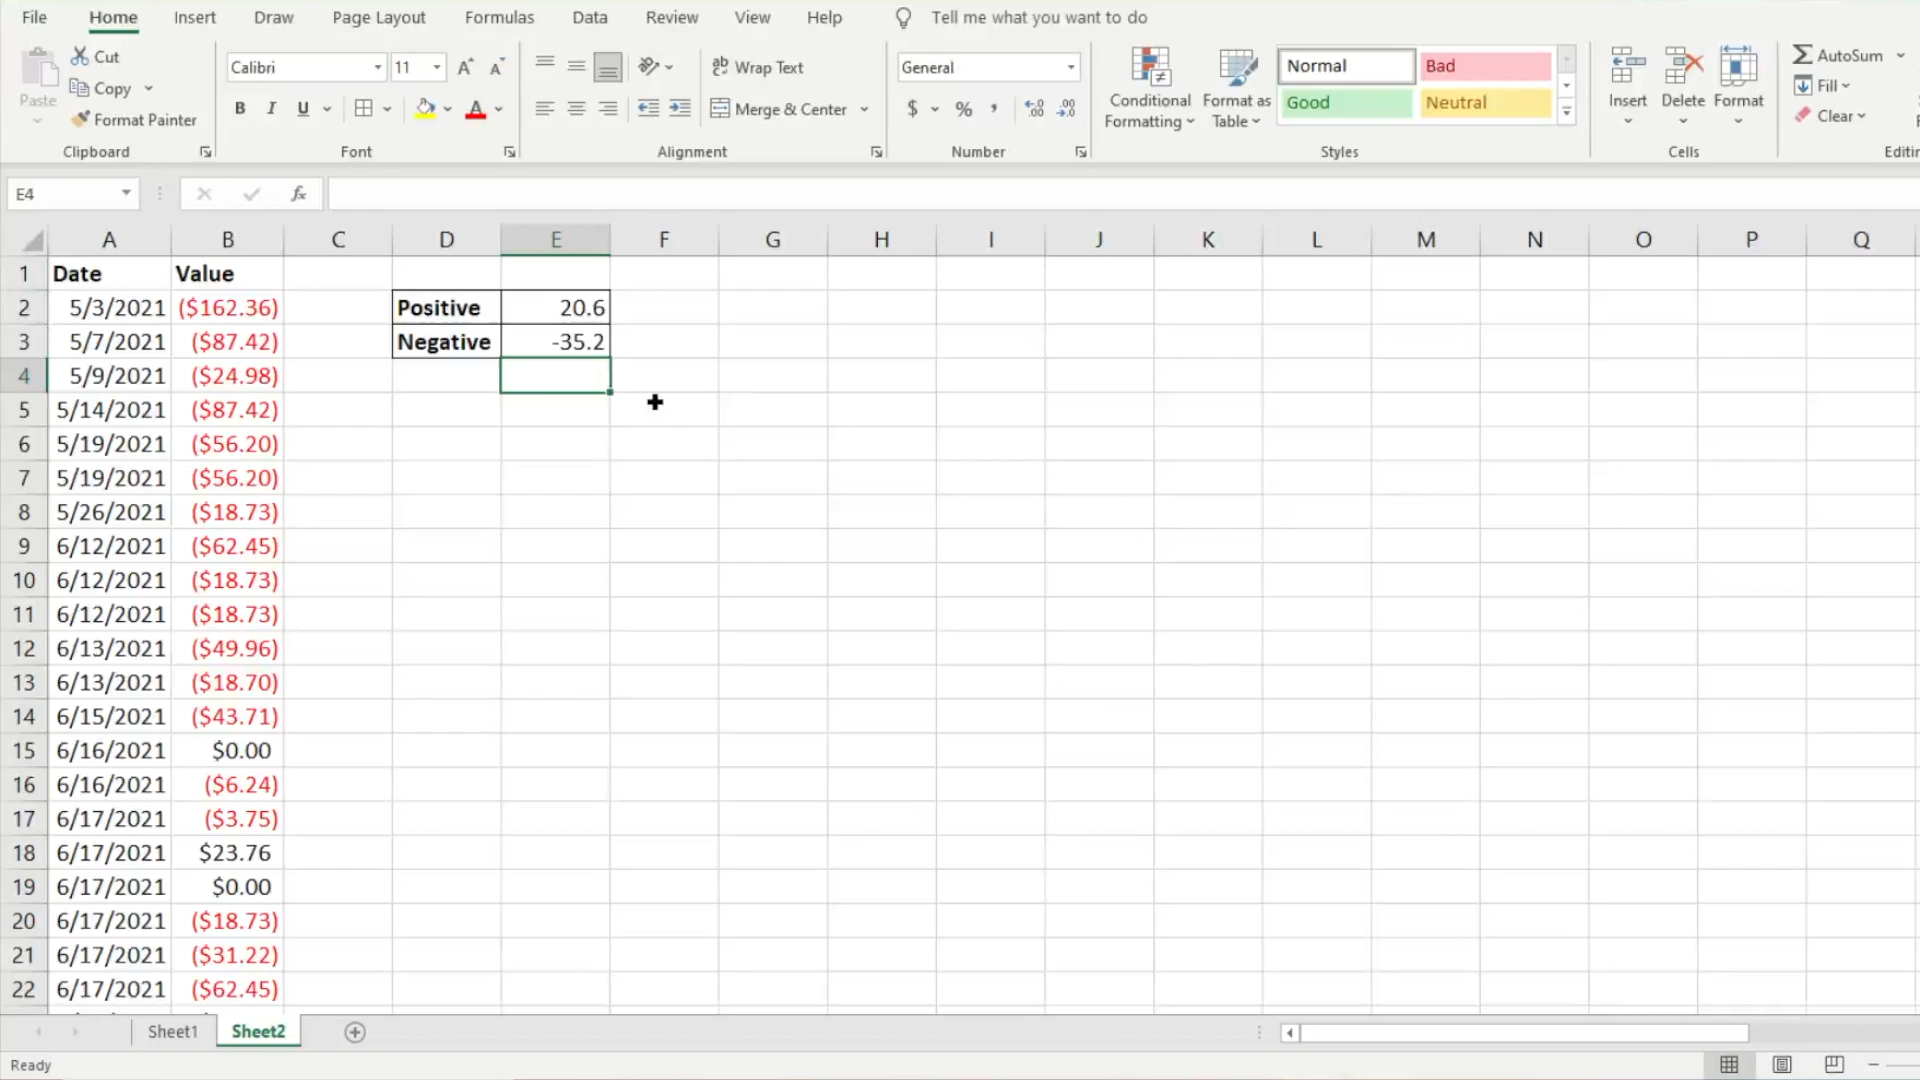 File Home Insert Draw Page Layout Formulas Data Review View Help Tell me what you want to do
Paste Cut Copy Format Painter Clipboard
Calibri 11 B I U A Font
Wrap Text Merge & Center Alignment
General $ % Number
Conditional Formatting Format as Table Normal Bad Good Neutral Styles
Insert Delete Format Cells
AutoSum Fill Clear
E4 fx
A B C D E F G H I J K L M N O P Q
1 Date Value
2 5/3/2021 ($162.36) Positive 20.6
3 5/7/2021 ($87.42) Negative -35.2
4 5/9/2021 ($24.98)
5 5/14/2021 ($87.42)
6 5/19/2021 ($56.20)
7 5/19/2021 ($56.20)
8 5/26/2021 ($18.73)
9 6/12/2021 ($62.45)
10 6/12/2021 ($18.73)
11 6/12/2021 ($18.73)
12 6/13/2021 ($49.96)
13 6/13/2021 ($18.70)
14 6/15/2021 ($43.71)
15 6/16/2021 $0.00
16 6/16/2021 ($6.24)
17 6/17/2021 ($3.75)
18 6/17/2021 $23.76
19 6/17/2021 $0.00
20 6/17/2021 ($18.73)
21 6/17/2021 ($31.22)
22 6/17/2021 ($62.45)
Sheet1 Sheet2
Ready